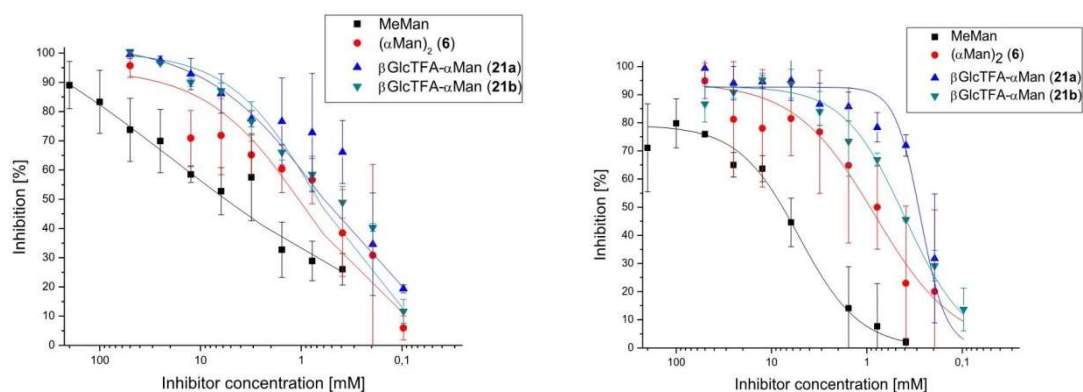 MeMan
(αMan)₂ (6)
βGlcTFA-αMan (21a)
βGlcTFA-αMan (21b)
Inhibition [%]
100
90
80
70
60
50
40
30
20
10
0
100
10
1
0,1
Inhibitor concentration [mM]
MeMan
(αMan)₂ (6)
βGlcTFA-αMan (21a)
βGlcTFA-αMan (21b)
Inhibition [%]
100
90
80
70
60
50
40
30
20
10
0
100
10
1
0,1
Inhibitor concentration [mM]